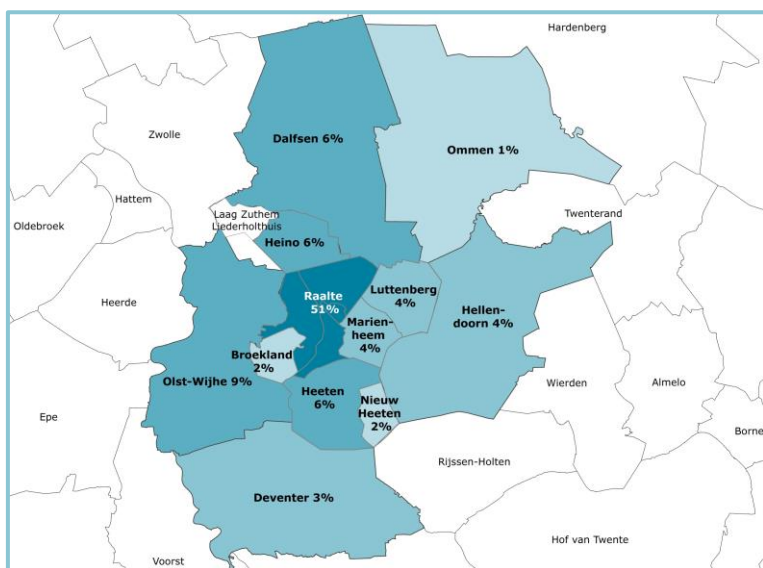 Hardenberg
Zwolle
Dalfsen 6%
Ommen 1%
Hattem
Oldebroek
Laag Zuthem
Liederholthuis
Twenterand
Heino 6%
Heerde
Raalte
51%
Luttenberg
4%
Hellen-
doorn 4%
Marien-
heem
4%
Broekland
2%
Olst-Wijhe 9%
Heeten
6%
Nieuw
Heeten
2%
Wierden
Almelo
Epe
Borne
Rijssen-Holten
Deventer 3%
Hof van Twente
Voorst